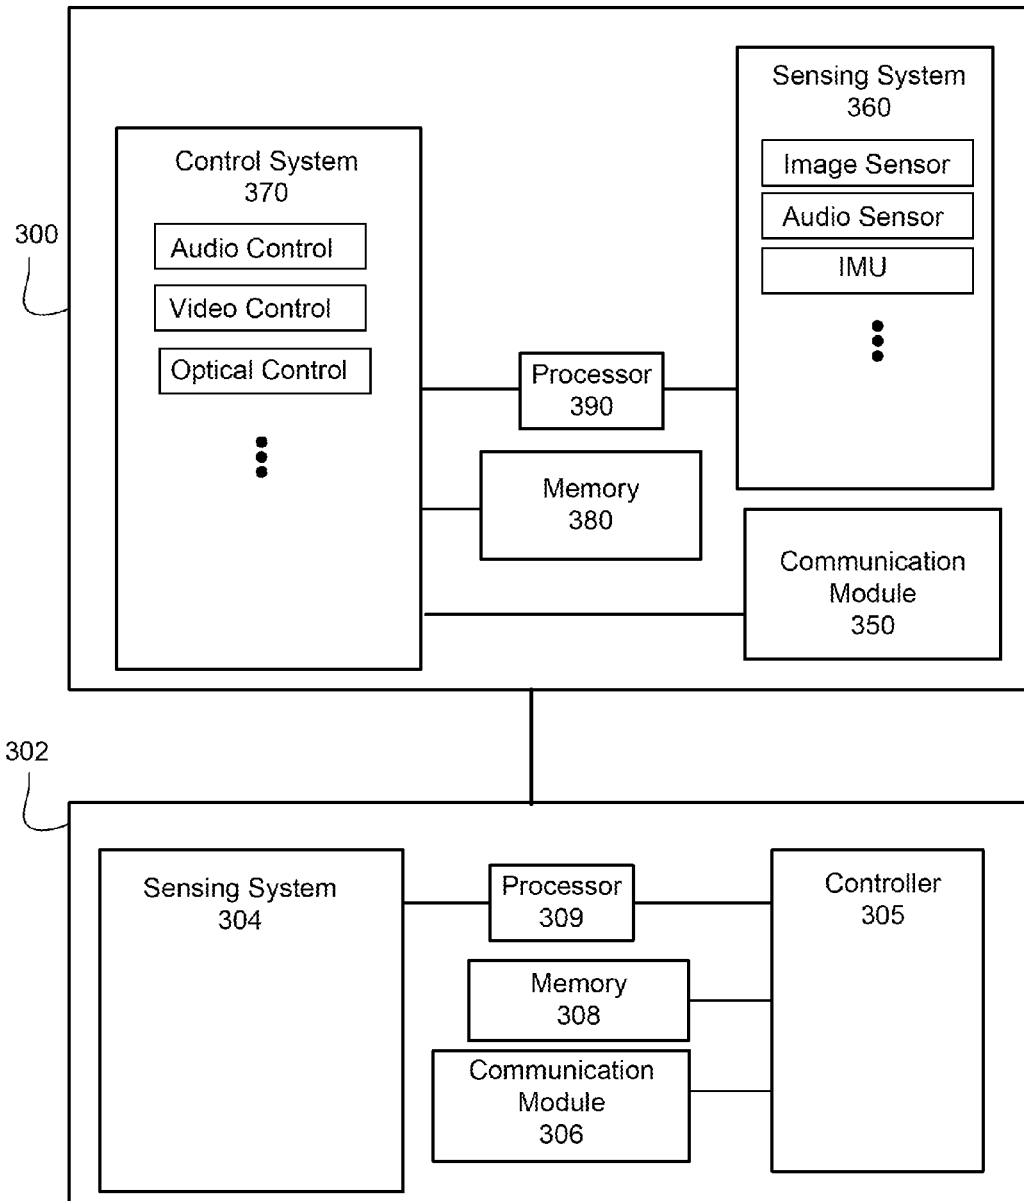 300
Control System
370
Audio Control
Video Control
Optical Control
Processor
390
Memory
380
Sensing System
360
Image Sensor
Audio Sensor
IMU
Communication
Module
350
302
Sensing System
304
Processor
309
Memory
308
Communication
Module
306
Controller
305